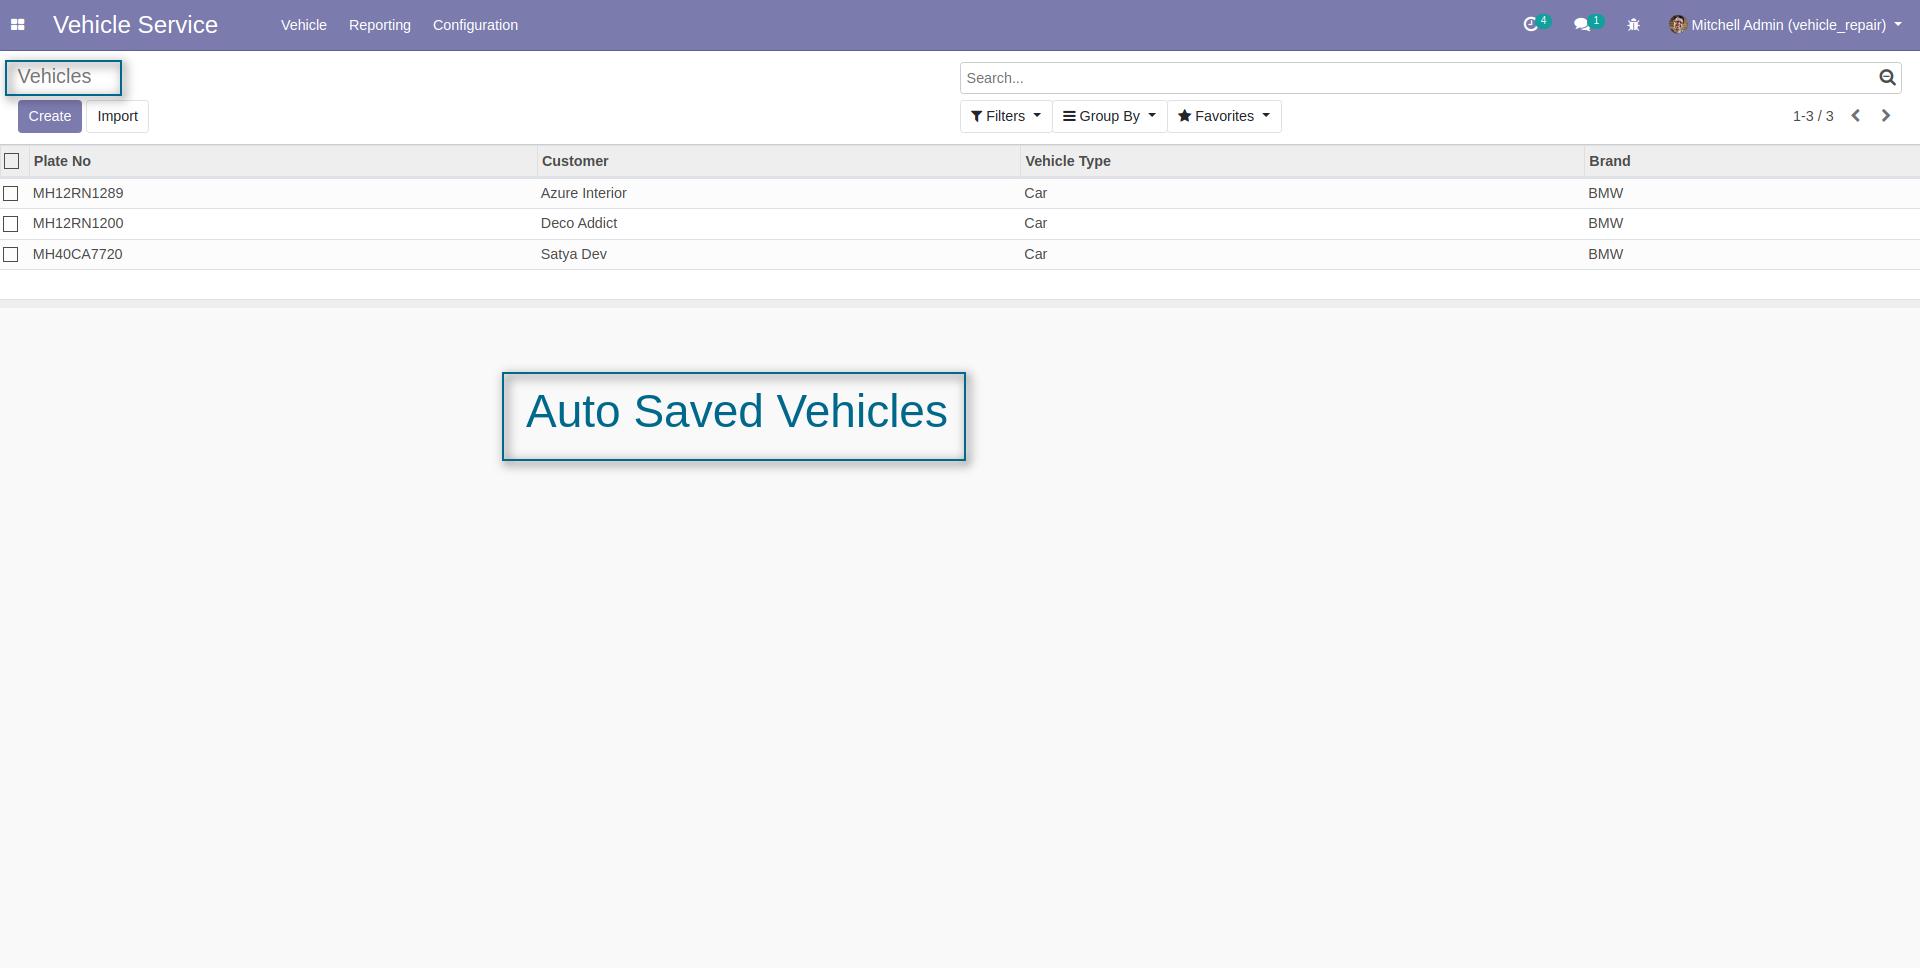 Vehicle Service Vehicle Reporting Configuration 4 1 Mitchell Admin (vehicle_repair)
Vehicles
Search...
Create Import Filters Group By Favorites 1-3 / 3
Plate No Customer Vehicle Type Brand
MH12RN1289 Azure Interior Car BMW
MH12RN1200 Deco Addict Car BMW
MH40CA7720 Satya Dev Car BMW
Auto Saved Vehicles